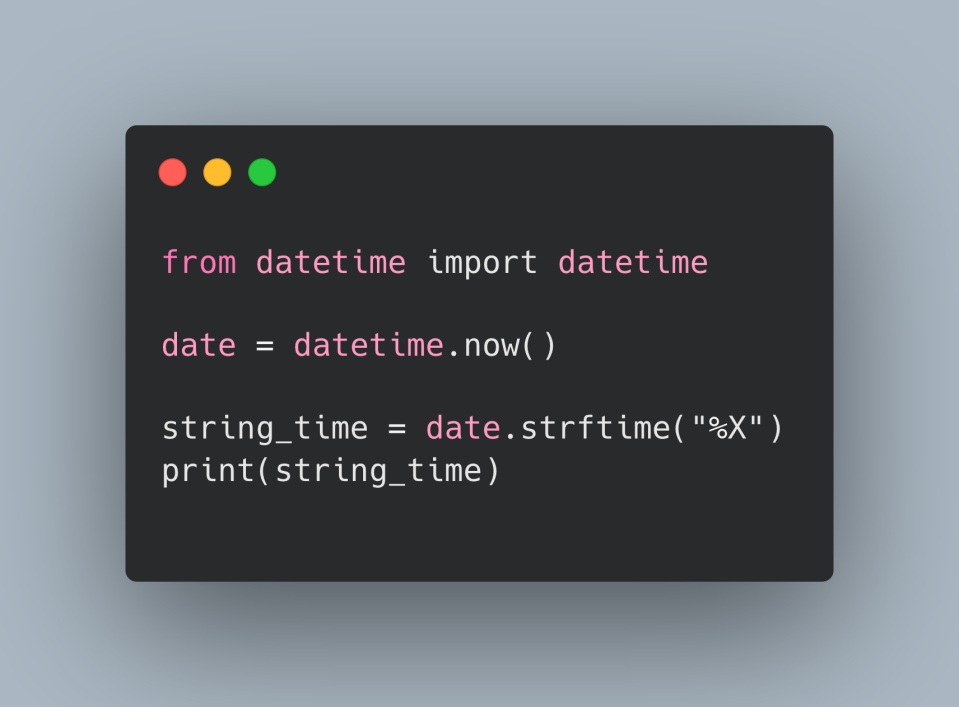 from datetime import datetime
date = datetime.now()
string_time = date.strftime("%X")
print(string_time)